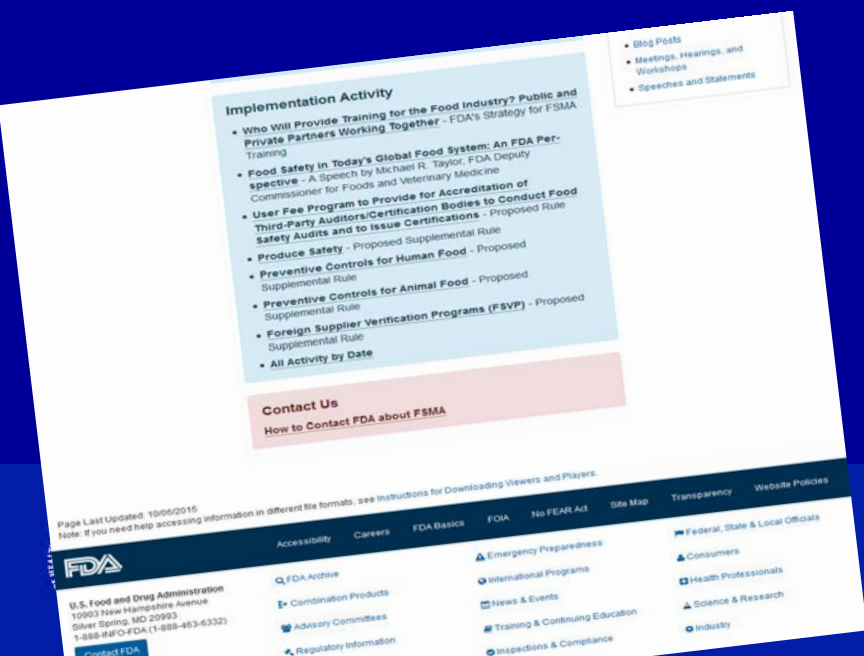 Blog Posts
Meetings, Hearings, and
Workshops
Speeches and Statements
Implementation Activity
Who Will Provide Training for the Food Industry? Public and
Private Partners Working Together - FDA's Strategy for FSMA
Training
Food Safety in Today's Global Food System: An FDA Per-
spective - A Speech by Michael R. Taylor, FDA Deputy
Commissioner for Foods and Veterinary Medicine
User Fee Program to Provide for Accreditation of
Third-Party Auditors/Certification Bodies to Conduct Food
Safety Audits and to Issue Certifications - Proposed Rule
Produce Safety - Proposed Supplemental Rule
Preventive Controls for Human Food - Proposed
Supplemental Rule
Preventive Controls for Animal Food - Proposed
Supplemental Rule
Foreign Supplier Verification Programs (FSVP) - Proposed
Supplemental Rule
All Activity by Date
Contact Us
How to Contact FDA about FSMA
Page Last Updated: 10/06/2015
Note: If you need help accessing information in different file formats, see Instructions for Downloading Viewers and Players.
Accessibility Careers FDA Basics FOIA No FEAR Act Site Map Transparency Website Policies
FDA
U.S. Food and Drug Administration
10903 New Hampshire Avenue
Silver Spring, MD 20993
1-888-INFO-FDA (1-888-463-6332)
Contact FDA
FDA Archive
Combination Products
Advisory Committees
Regulatory Information
Emergency Preparedness
International Programs
News & Events
Training & Continuing Education
Inspections & Compliance
Federal, State & Local Officials
Consumers
Health Professionals
Science & Research
Industry